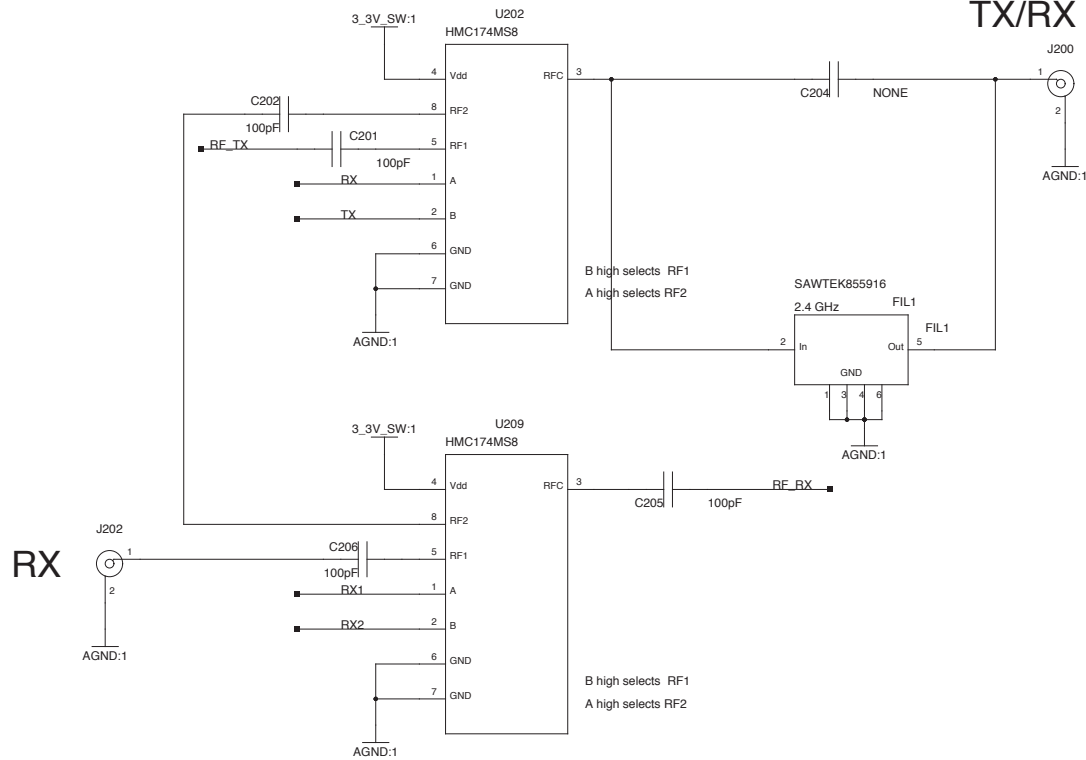 TX/RX
3_3V_SW:1
U202
HMC174MS8
J200
4 Vdd
RFC 3
1
C204 NONE
2
C202
100pF
8 RF2
RF_TX
C201
100pF
5 RF1
RX
1 A
TX
2 B
AGND:1
6 GND
7 GND
B high selects RF1
A high selects RF2
AGND:1
SAWTEK855916
2.4 GHz
FIL1
FIL1
2 In
Out 5
GND
1 3 4 6
AGND:1
3_3V_SW:1
U209
HMC174MS8
4 Vdd
RFC 3
C205 100pF
RF_RX
8 RF2
RX
J202
1
2
C206
100pF
5 RF1
RX1
1 A
RX2
2 B
AGND:1
6 GND
7 GND
B high selects RF1
A high selects RF2
AGND:1